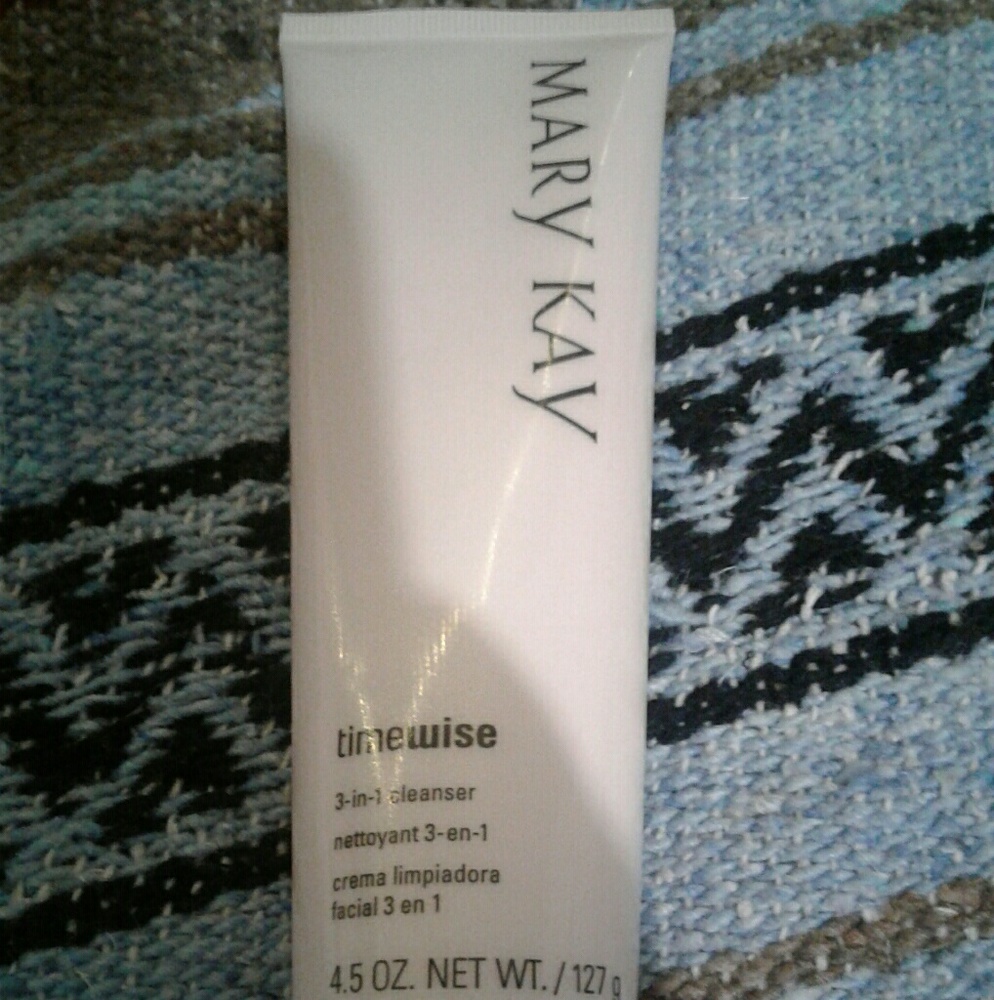 MARY KAY
timewise
3-in-1 cleanser
nettoyant 3-en-1
crema limpiadora
facial 3 en 1
4.5 OZ. NET WT. / 127 g